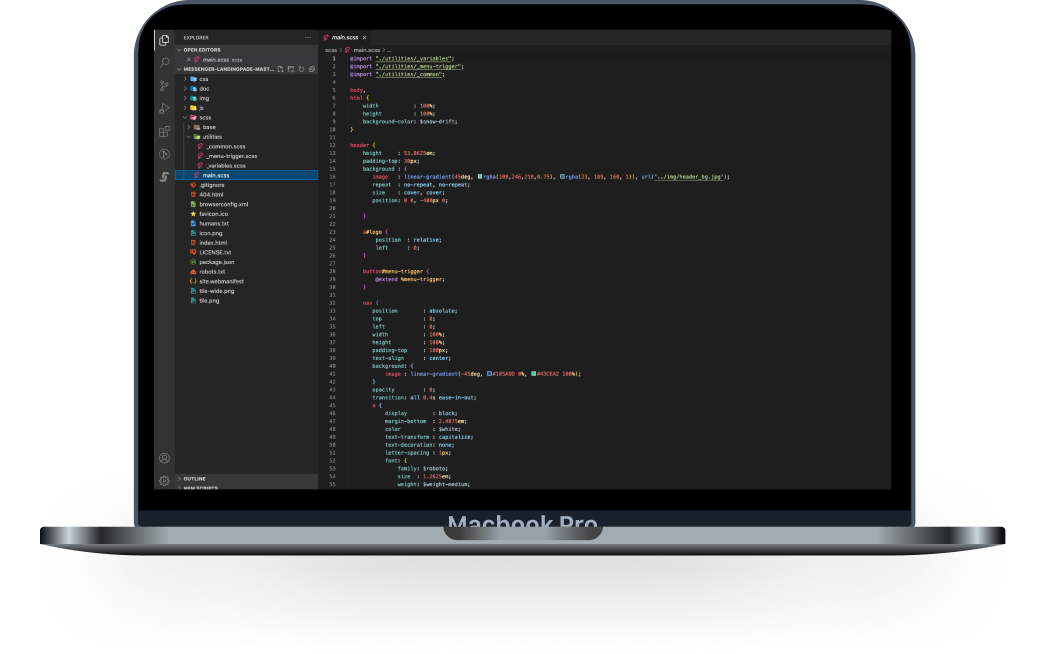 EXPLORER
...
OPEN EDITORS
main.scss scss
MESSENGER-LANDINGPAGE-MAST...
css
doc
img
js
scss
base
utilities
_common.scss
_menu-trigger.scss
_variables.scss
main.scss
.gitignore
404.html
browserconfig.xml
favicon.ico
humans.txt
icon.png
index.html
LICENSE.txt
package.json
robots.txt
site.webmanifest
tile-wide.png
tile.png
OUTLINE
NPM SCRIPTS
main.scss
scss > main.scss > ...
1 @import "./utilities/_variables";
2 @import "./utilities/_menu-trigger";
3 @import "./utilities/_common";
4
5 body,
6 html {
7 width : 100%;
8 height : 100%;
9 background-color: $snow-drift;
10 }
11
12 header {
13 height : 53.0625em;
14 padding-top: 30px;
15 background : {
16 image : linear-gradient(45deg, rgba(108,246,218,0.75), rgba(23, 109, 160, 1)), url("../img/header_bg.jpg");
17 repeat : no-repeat, no-repeat;
18 size : cover, cover;
19 position: 0 0, -400px 0;
20
21 }
22
23 a#logo {
24 position : relative;
25 left : 0;
26 }
27
28 button#menu-trigger {
29 @extend %menu-trigger;
30 }
31
32 nav {
33 position : absolute;
34 top : 0;
35 left : 0;
36 width : 100%;
37 height : 100%;
38 padding-top : 100px;
39 text-align : center;
40 background: {
41 image : linear-gradient(-45deg, #185A9D 0%, #43CEA2 100%);
42 }
43 opacity : 0;
44 transition: all 0.4s ease-in-out;
45 a {
46 display : block;
47 margin-bottom : 2.4875em;
48 color : $white;
49 text-transform : capitalize;
50 text-decoration: none;
51 letter-spacing : 1px;
52 font: {
53 family: $roboto;
54 size : 1.2625em;
55 weight: $weight-medium;
Macbook Pro